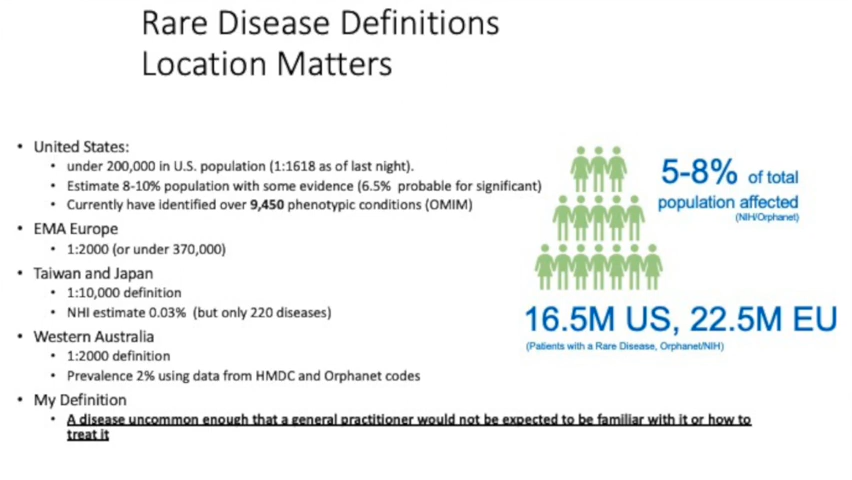 Rare Disease Definitions
Location Matters
• United States:
• under 200,000 in U.S. population (1:1618 as of last night).
• Estimate 8-10% population with some evidence (6.5% probable for significant)
• Currently have identified over 9,450 phenotypic conditions (OMIM)
• EMA Europe
• 1:2000 (or under 370,000)
• Taiwan and Japan
• 1:10,000 definition
• NHI estimate 0.03% (but only 220 diseases)
• Western Australia
• 1:2000 definition
• Prevalence 2% using data from HMDC and Orphanet codes
• My Definition
• A disease uncommon enough that a general practitioner would not be expected to be familiar with it or how to
treat it
5-8% of total
population affected
(NIH/Orphanet)
16.5M US, 22.5M EU
(Patients with a Rare Disease, Orphanet/NIH)